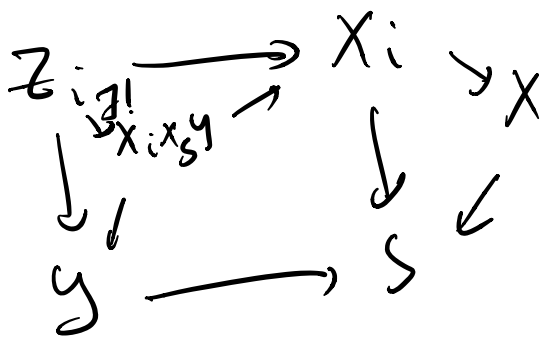 Z_i → X_i → X
∃! X_i ×_S Y
Y → S